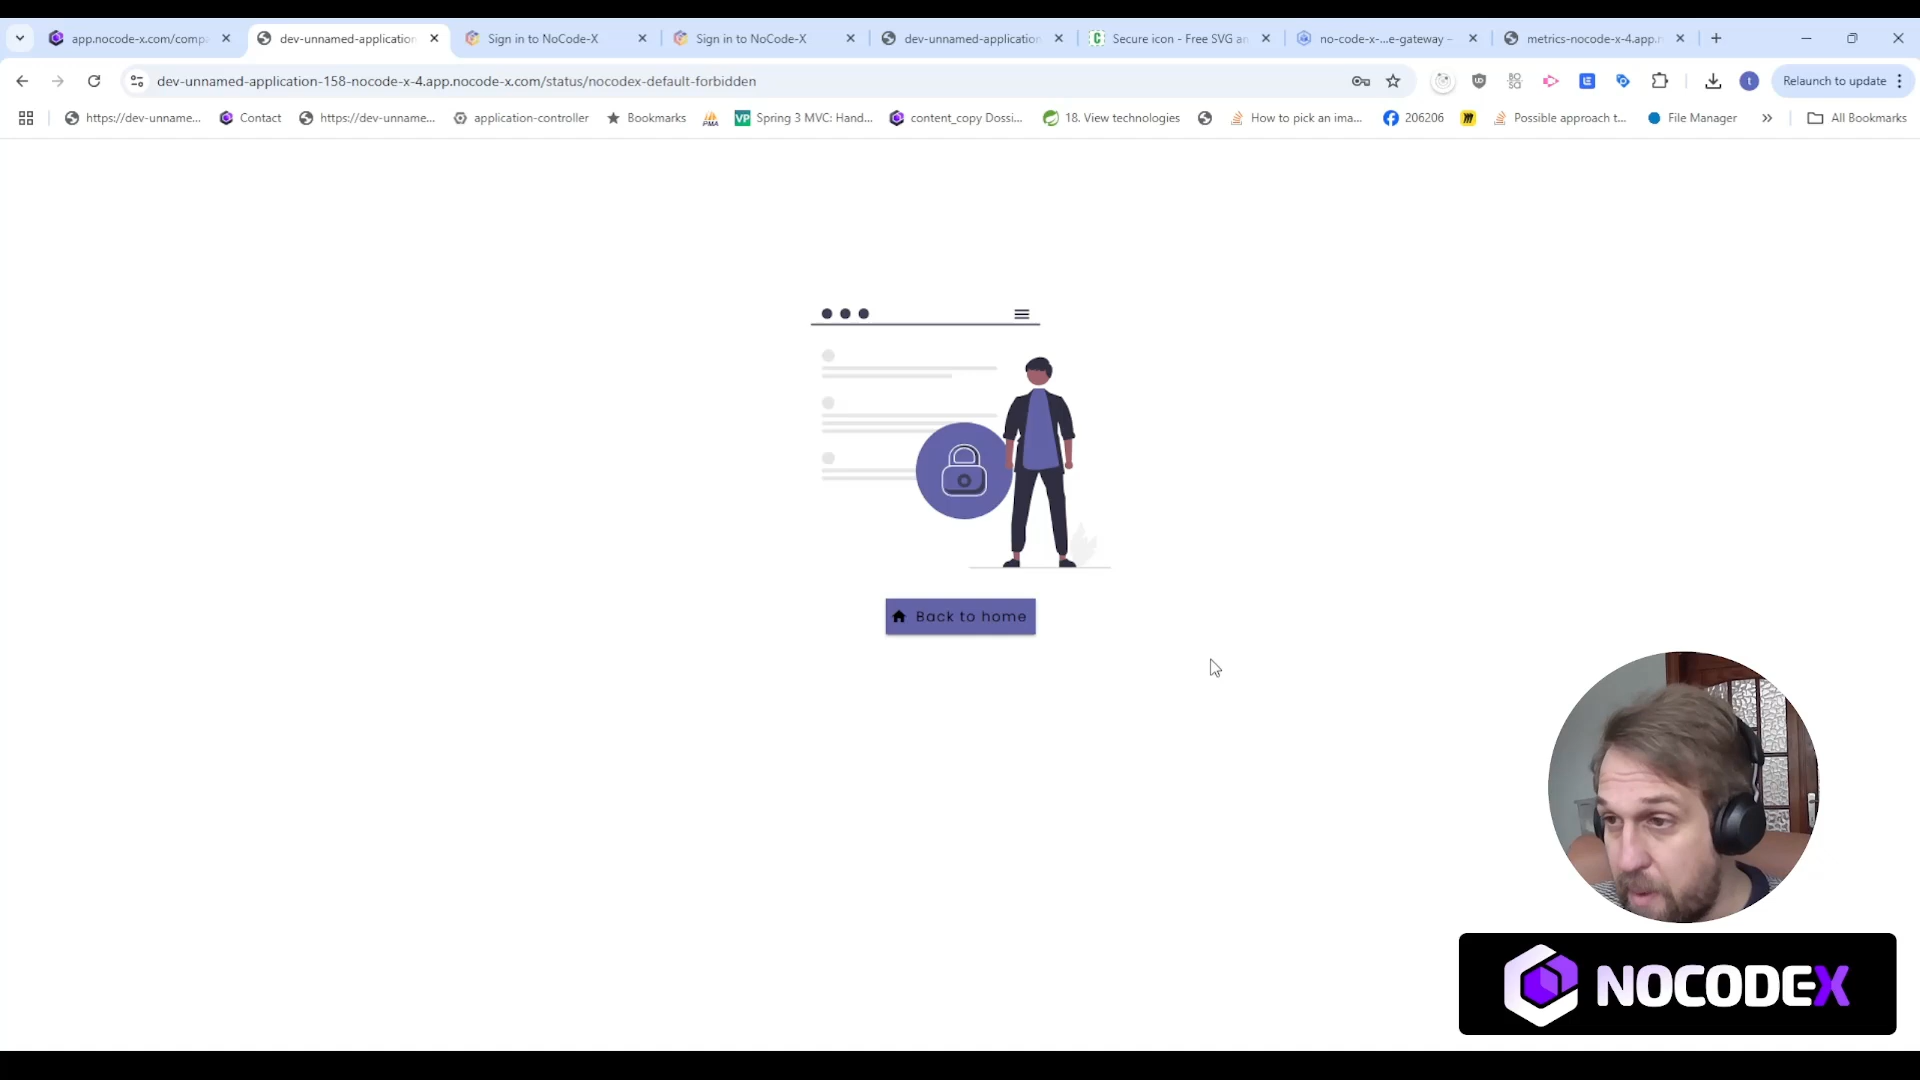 app.nocode-x.com/comp
dev-unnamed-application
Sign in to NoCode-X
Sign in to NoCode-X
dev-unnamed-application
Secure icon - Free SVG an
no-code-x-...e-gateway -
metrics-nocode-x-4.app.n
dev-unnamed-application-158-nocode-x-4.app.nocode-x.com/status/nocodex-default-forbidden
Relaunch to update
https://dev-unname...
Contact
https://dev-unname...
application-controller
Bookmarks
Spring 3 MVC: Hand...
content_copy Dossi...
18. View technologies
How to pick an ima...
206206
Possible approach t...
File Manager
All Bookmarks
Back to home
NOCODE-X